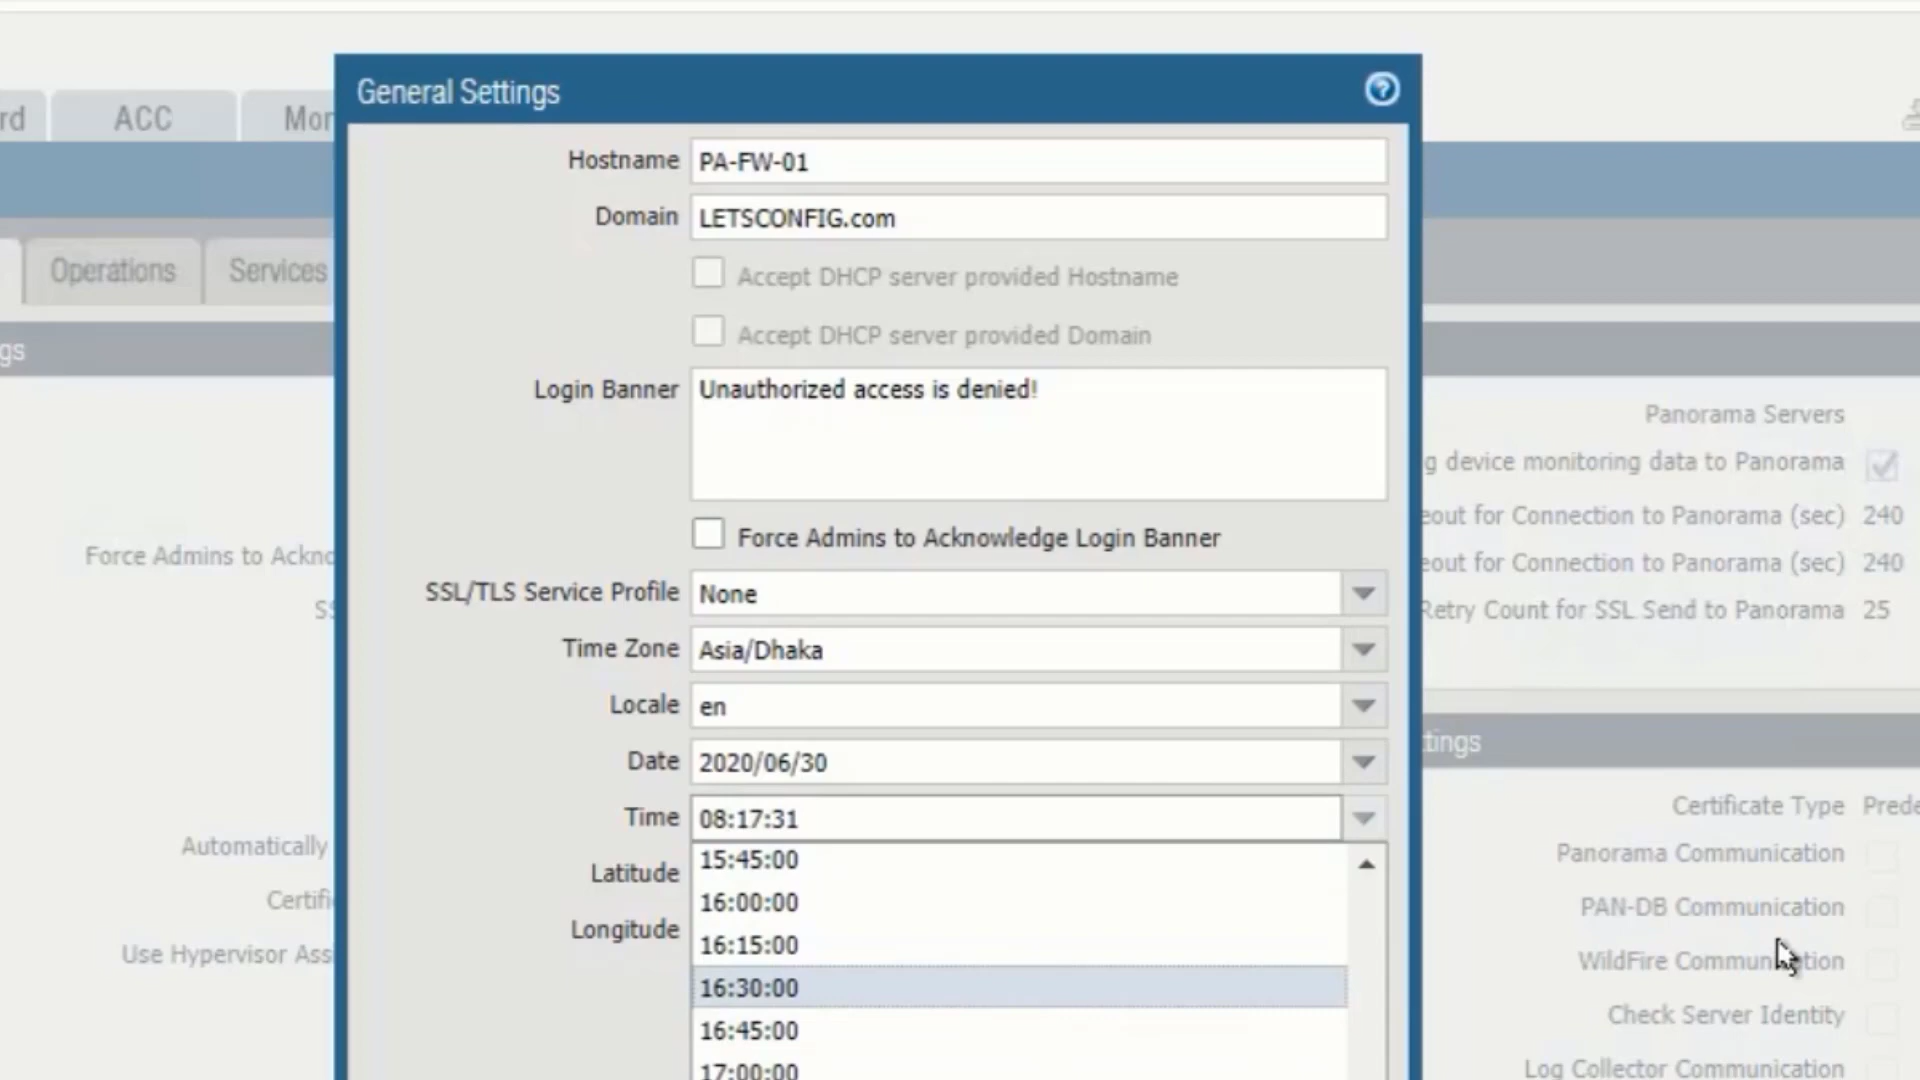 rd
ACC
Mor
Operations
Services
gs
Force Admins to Ackno
SS
Automatically
Certifi
Use Hypervisor Ass
General Settings
?
Hostname PA-FW-01
Domain LETSCONFIG.com
Accept DHCP server provided Hostname
Accept DHCP server provided Domain
Login Banner Unauthorized access is denied!
Force Admins to Acknowledge Login Banner
SSL/TLS Service Profile None
Time Zone Asia/Dhaka
Locale en
Date 2020/06/30
Time 08:17:31
Latitude
Longitude
15:45:00
16:00:00
16:15:00
16:30:00
16:45:00
17:00:00
Panorama Servers
g device monitoring data to Panorama
eout for Connection to Panorama (sec) 240
eout for Connection to Panorama (sec) 240
Retry Count for SSL Send to Panorama 25
tings
Certificate Type Prede
Panorama Communication
PAN-DB Communication
WildFire Communication
Check Server Identity
Log Collector Communication